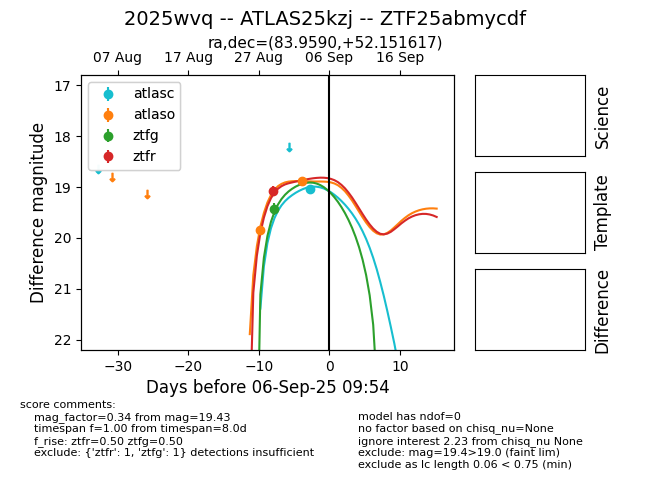 2025wvq -- ATLAS25kzj -- ZTF25abmycdf
ra,dec=(83.9590,+52.151617)
07 Aug 17 Aug 27 Aug 06 Sep 16 Sep
17
18
19
20
21
22
Difference magnitude
atlasc
atlaso
ztfg
ztfr
−30 −20 −10 0 10
Days before 06-Sep-25 09:54
Science
Template
Difference
score comments:
mag_factor=0.34 from mag=19.43
timespan f=1.00 from timespan=8.0d
f_rise: ztfr=0.50 ztfg=0.50
exclude: {'ztfr': 1, 'ztfg': 1} detections insufficient
model has ndof=0
no factor based on chisq_nu=None
ignore interest 2.23 from chisq_nu None
exclude: mag=19.4>19.0 (faint lim)
exclude as lc length 0.06 < 0.75 (min)